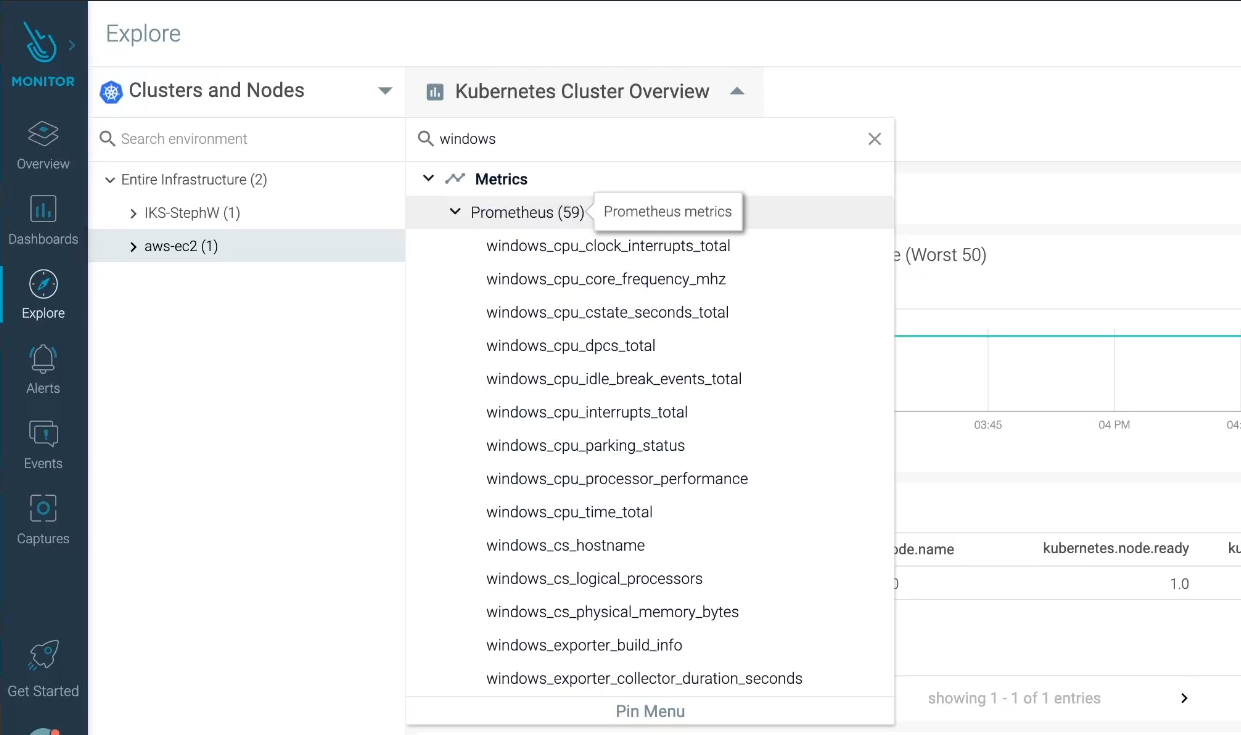 Explore
MONITOR
Overview
Dashboards
Explore
Alerts
Events
Captures
Get Started
Clusters and Nodes
Search environment
Entire Infrastructure (2)
IKS-StephW (1)
aws-ec2 (1)
Kubernetes Cluster Overview
windows
Metrics
Prometheus (59)
Prometheus metrics
windows_cpu_clock_interrupts_total
windows_cpu_core_frequency_mhz
windows_cpu_cstate_seconds_total
windows_cpu_dpcs_total
windows_cpu_idle_break_events_total
windows_cpu_interrupts_total
windows_cpu_parking_status
windows_cpu_processor_performance
windows_cpu_time_total
windows_cs_hostname
windows_cs_logical_processors
windows_cs_physical_memory_bytes
windows_exporter_build_info
windows_exporter_collector_duration_seconds
Pin Menu
e (Worst 50)
03:45
04 PM
04:
ode.name
kubernetes.node.ready
ku
0
1.0
showing 1 - 1 of 1 entries